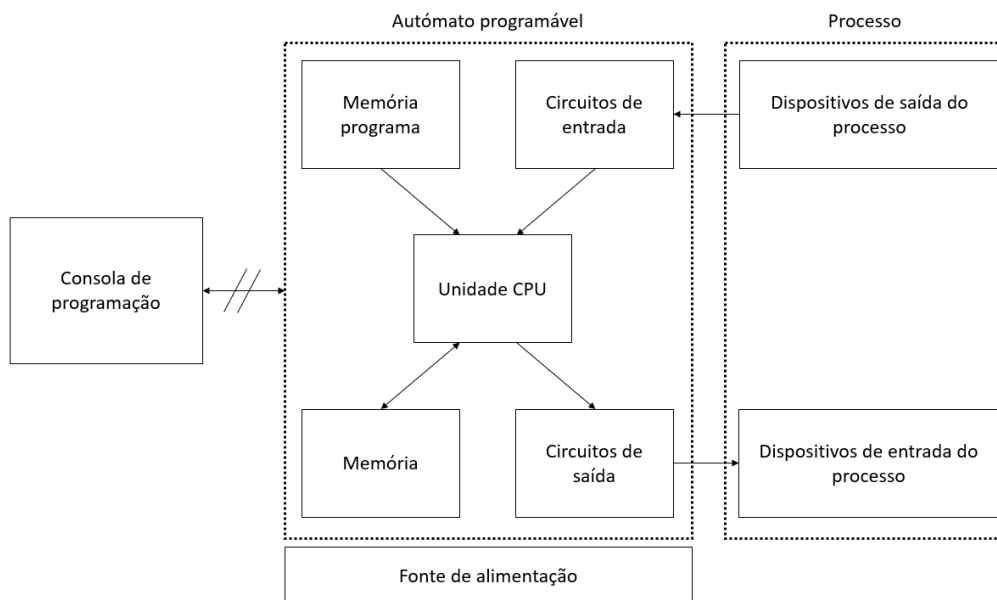 Autómato programável
Processo
Memória
programa
Circuitos de
entrada
Dispositivos de saída do
processo
Consola de
programação
Unidade CPU
Memória
Circuitos de
saída
Dispositivos de entrada do
processo
Fonte de alimentação